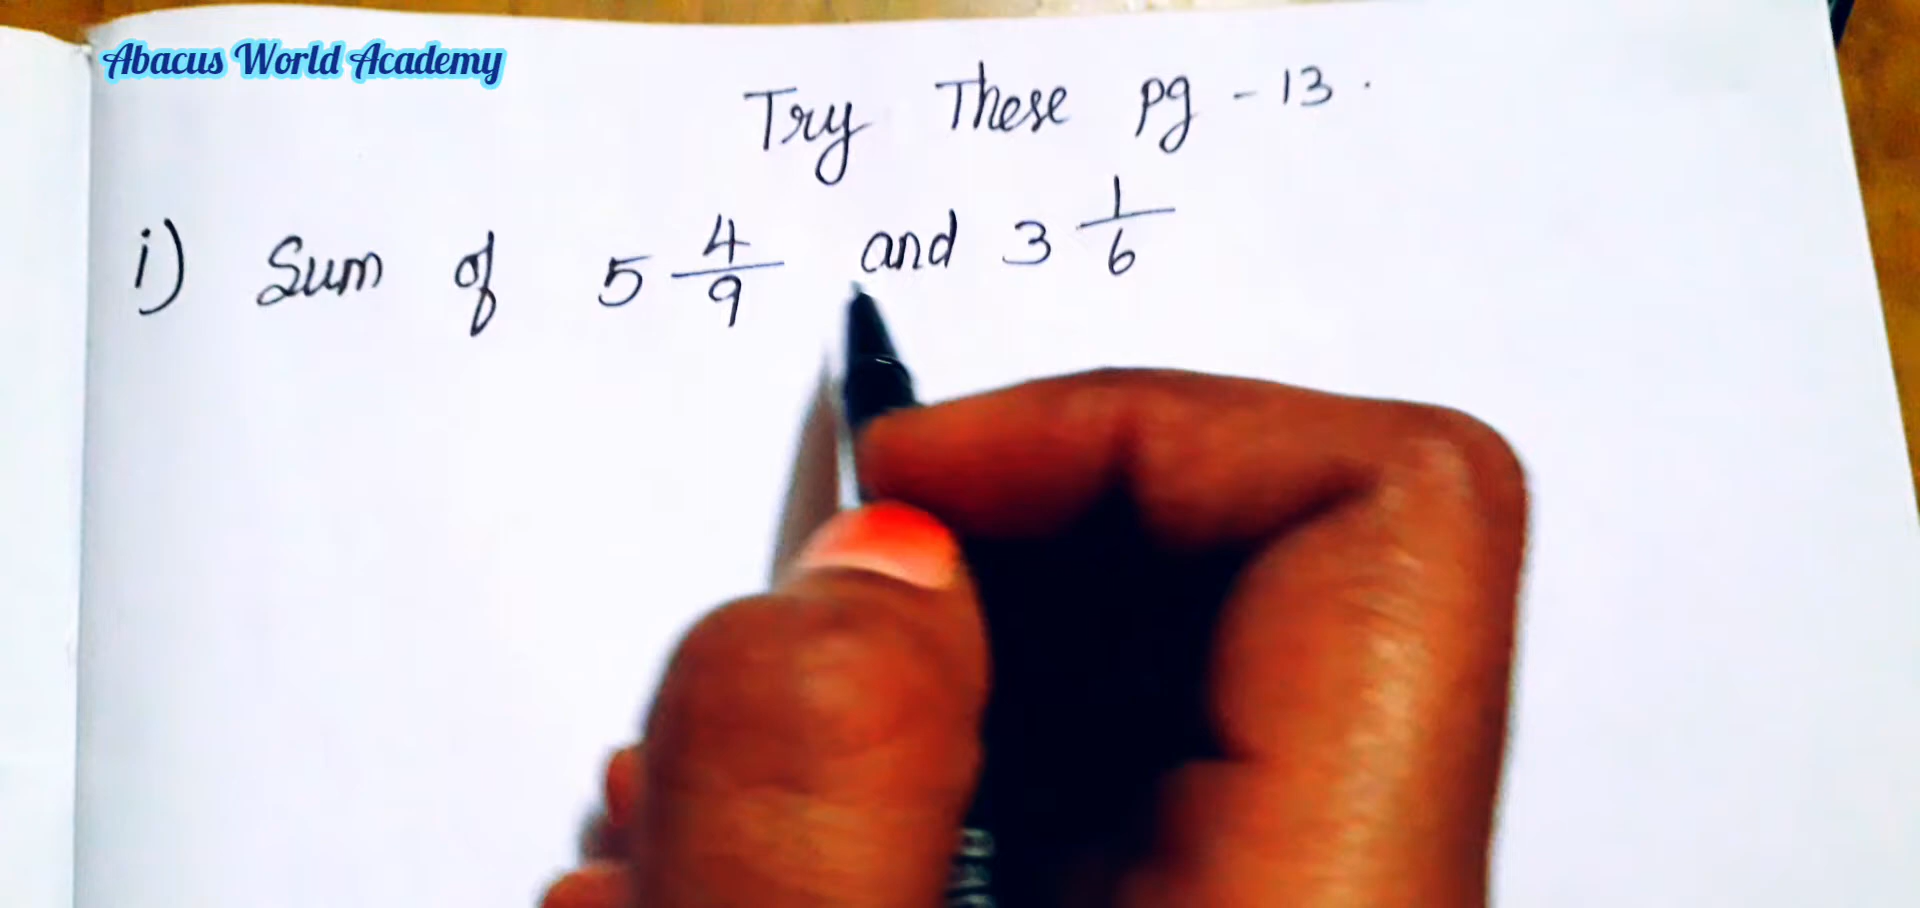 Abacus World Academy
Try These pg - 13.
i) Sum of 5 4/9 and 3 1/6